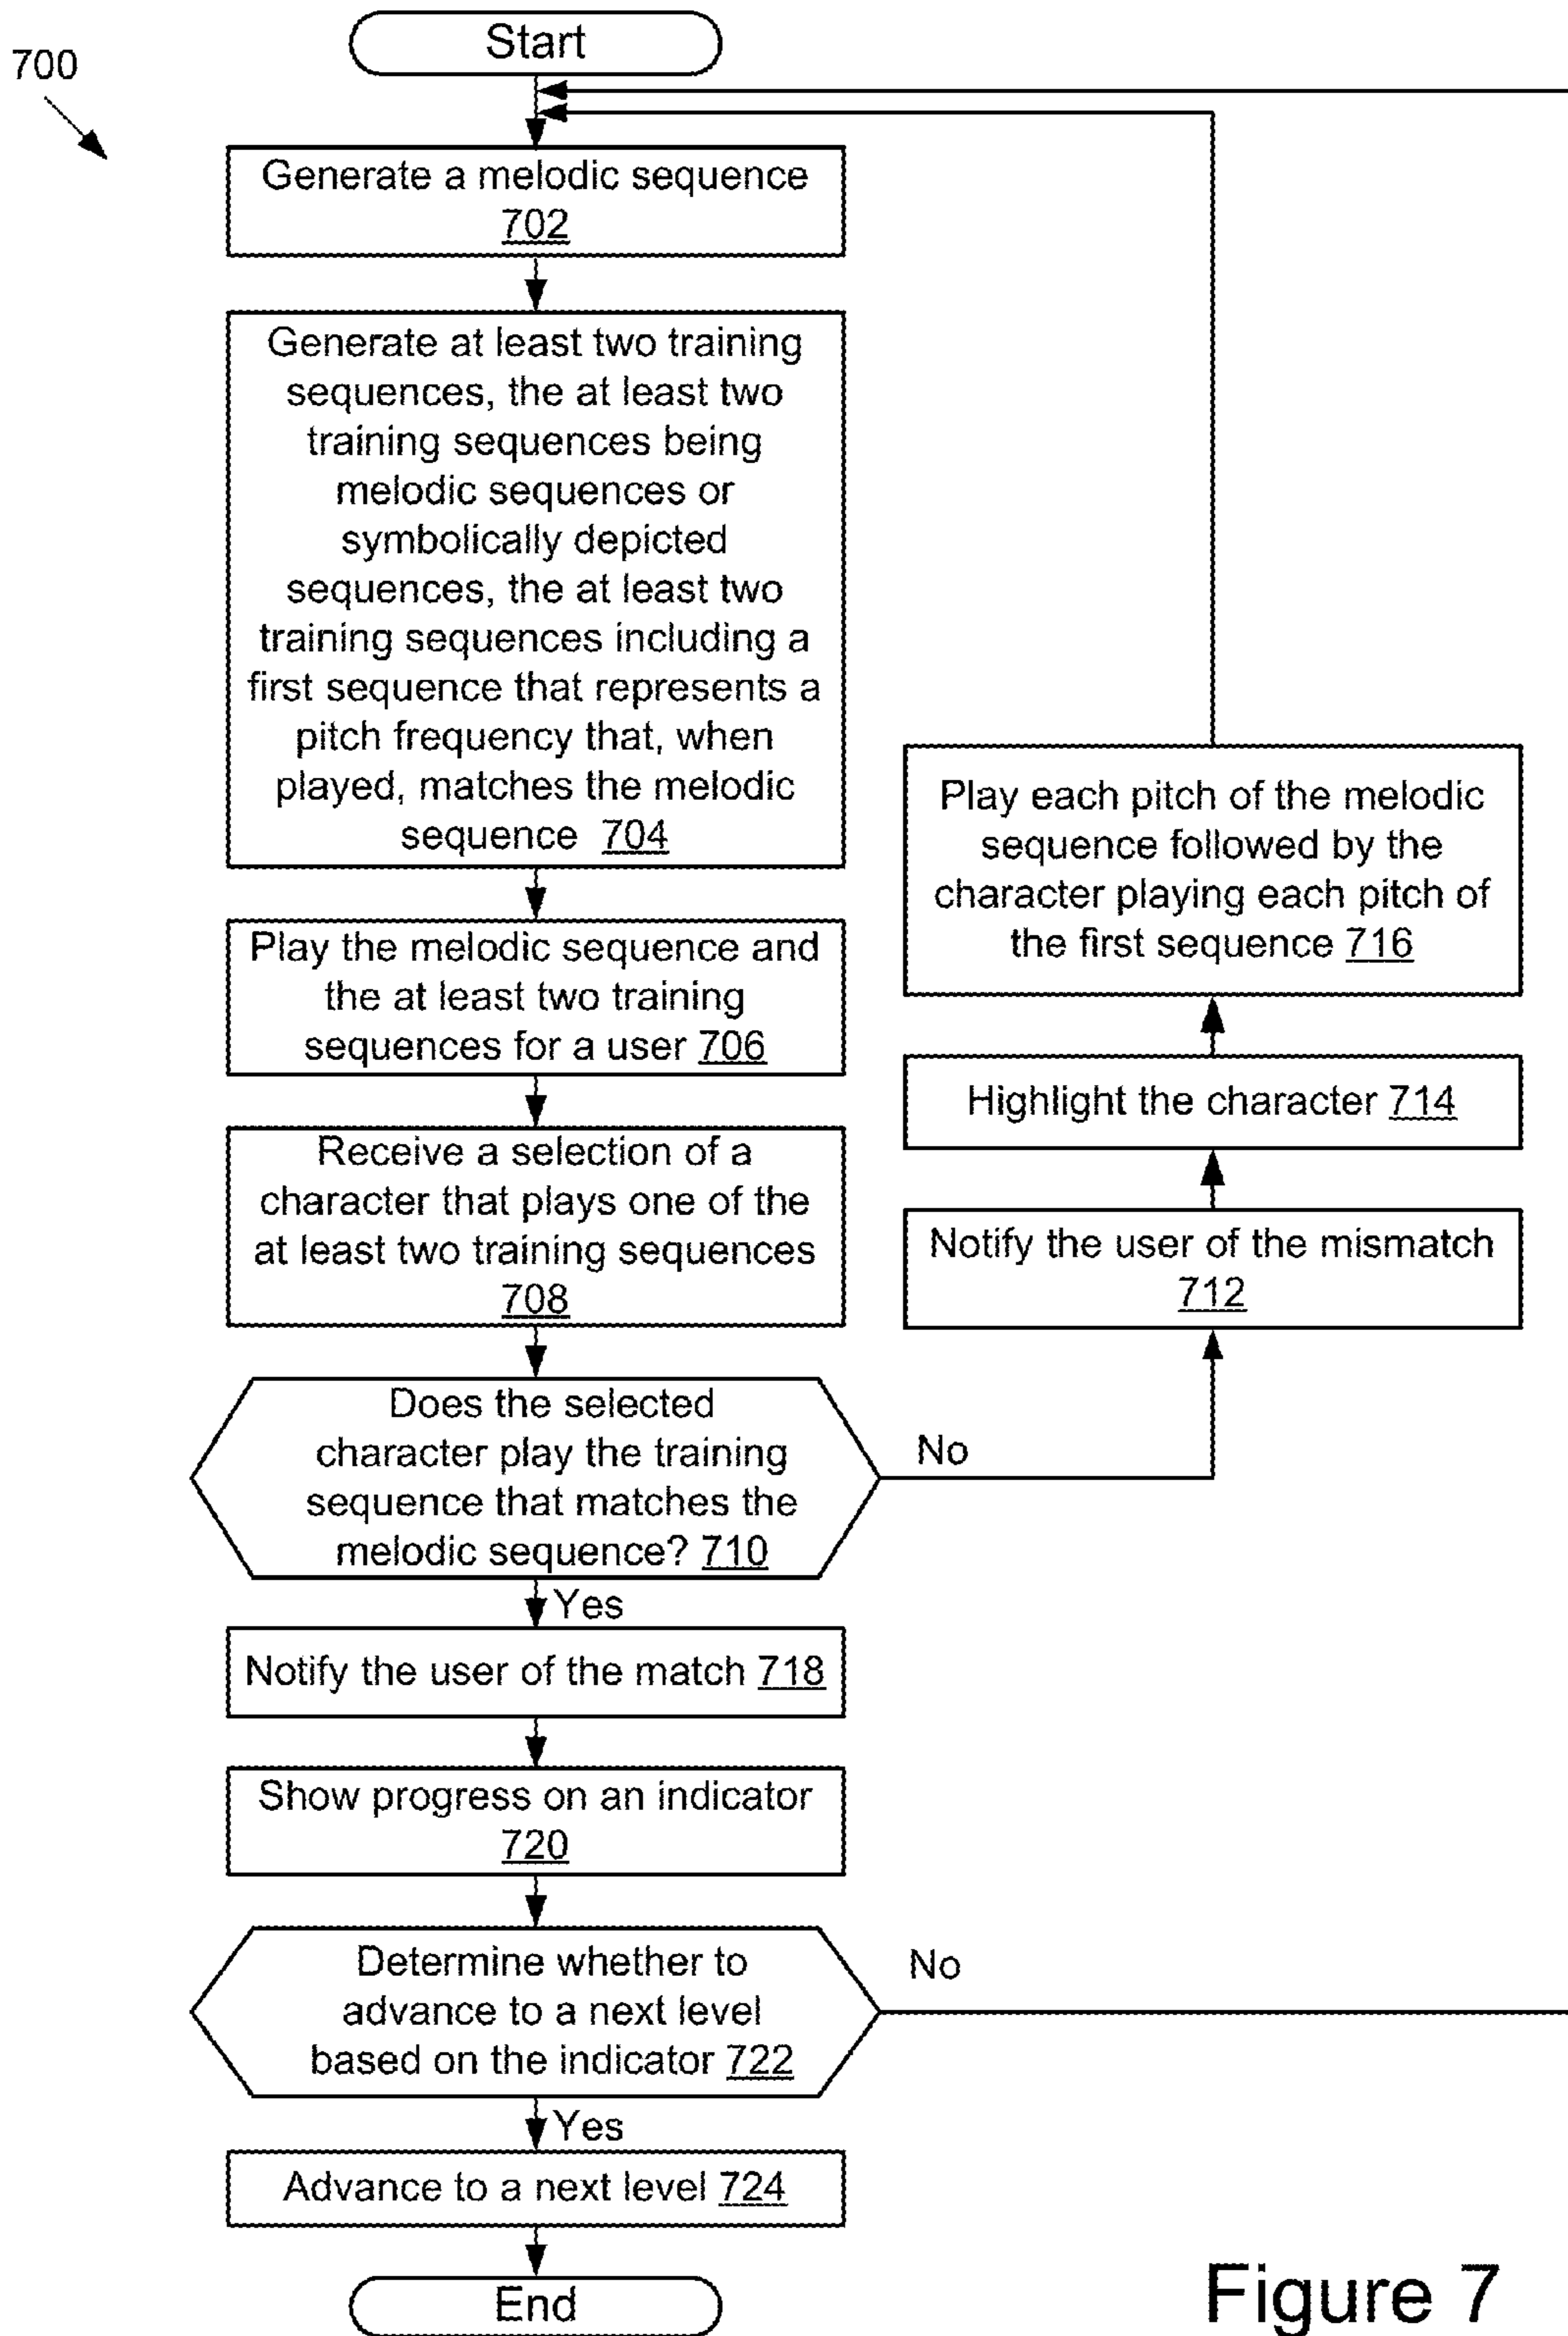 Start
700
Generate a melodic sequence
702
Generate at least two training
sequences, the at least two
training sequences being
melodic sequences or
symbolically depicted
sequences, the at least two
training sequences including a
first sequence that represents a
pitch frequency that, when
played, matches the melodic
sequence 704
Play the melodic sequence and
the at least two training
sequences for a user 706
Receive a selection of a
character that plays one of the
at least two training sequences
708
Does the selected
character play the training
sequence that matches the
melodic sequence? 710
No
Notify the user of the mismatch
712
Highlight the character 714
Play each pitch of the melodic
sequence followed by the
character playing each pitch of
the first sequence 716
Yes
Notify the user of the match 718
Show progress on an indicator
720
Determine whether to
advance to a next level
based on the indicator 722
No
Yes
Advance to a next level 724
End
Figure 7